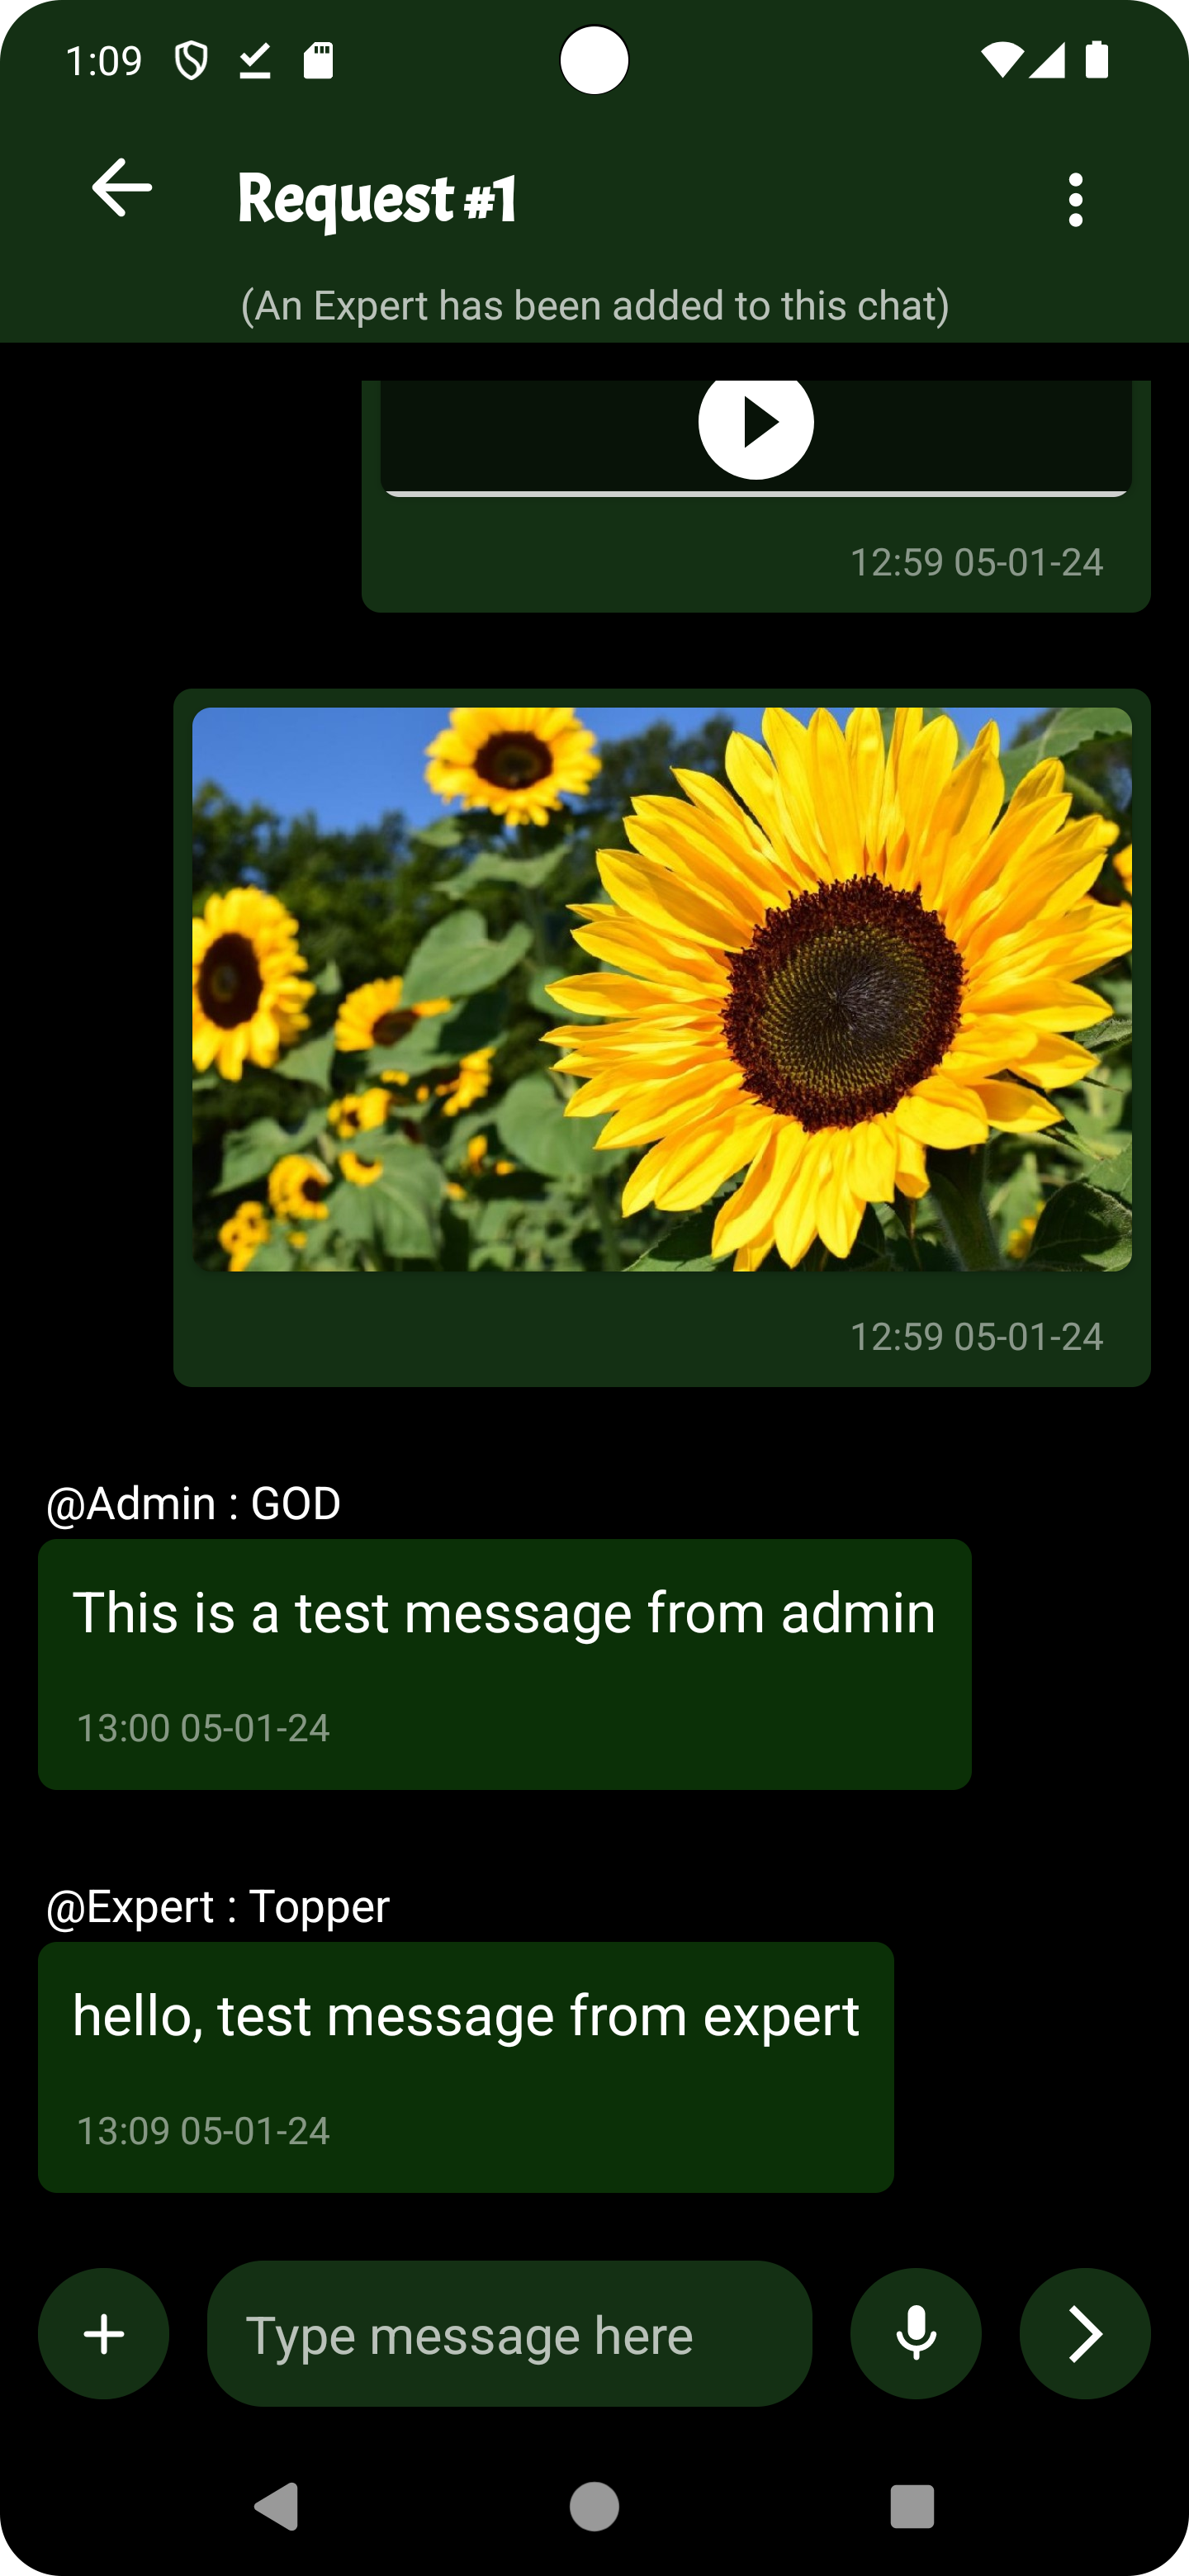 1:09
Request #1
(An Expert has been added to this chat)
12:59 05-01-24
12:59 05-01-24
@Admin : GOD
This is a test message from admin
13:00 05-01-24
@Expert : Topper
hello, test message from expert
13:09 05-01-24
Type message here